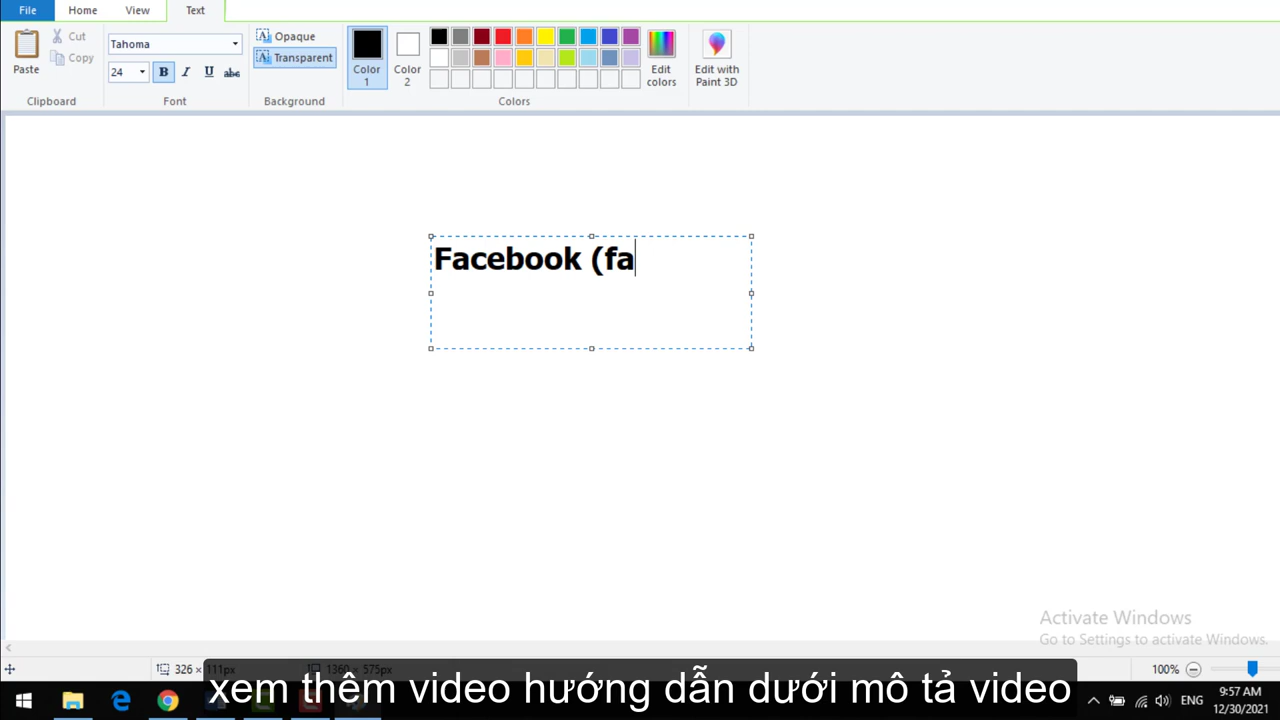 File Home View Text
Paste
Cut
Copy
Clipboard
Tahoma
24 B I U abc
Font
Opaque
Transparent
Background
Color 1
Color 2
Edit colors
Colors
Edit with Paint 3D
Facebook (fa
Activate Windows
Go to Settings to activate Windows.
326 × 111px
1360 × 575px
100%
xem thêm video hướng dẫn dưới mô tả video
ENG
9:57 AM
12/30/2021